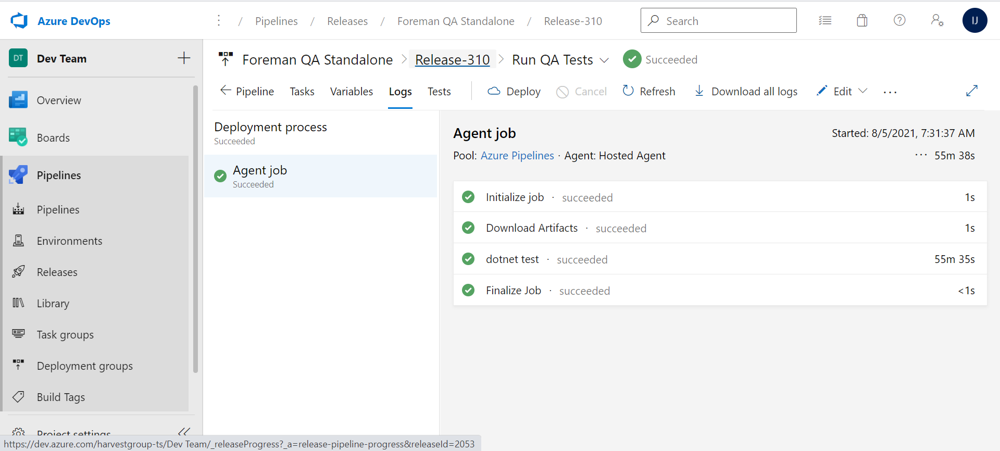 Azure DevOps
/ Pipelines / Releases / Foreman QA Standalone / Release-310
Search
IJ
DT Dev Team
Overview
Boards
Pipelines
Pipelines
Environments
Releases
Library
Task groups
Deployment groups
Build Tags
Project settings
Foreman QA Standalone > Release-310 > Run QA Tests Succeeded
Pipeline Tasks Variables Logs Tests Deploy Cancel Refresh Download all logs Edit ...
Deployment process
Succeeded
Agent job
Succeeded
Agent job Started: 8/5/2021, 7:31:37 AM
Pool: Azure Pipelines · Agent: Hosted Agent ... 55m 38s
Initialize job · succeeded 1s
Download Artifacts · succeeded 1s
dotnet test · succeeded 55m 35s
Finalize Job · succeeded <1s
https://dev.azure.com/harvestgroup-ts/Dev Team/_releaseProgress?_a=release-pipeline-progress&releaseId=2053